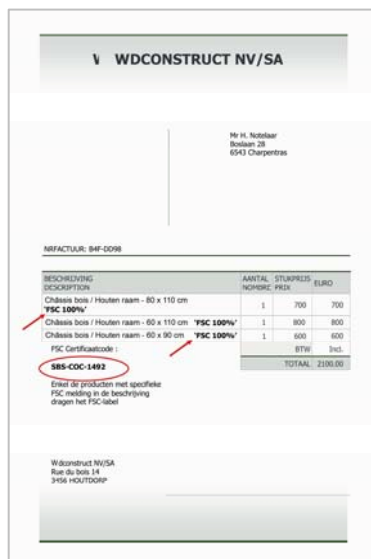 WDCONSTRUCT NV/SA
Mr H. Notelaar
Boslaan 28
6543 Charpentras
NRFACTUUR: B4F-DD98
BESCHRIJVING AANTAL STUKPRIJS EURO
DESCRIPTION NOMBRE PRIX
Châssis bois / Houten raam - 80 x 110 cm 1 700 700
'FSC 100%'
Châssis bois / Houten raam - 60 x 110 cm 'FSC 100%' 1 800 800
Châssis bois / Houten raam - 60 x 90 cm 'FSC 100%' 1 600 600
FSC Certificaatcode : BTW Incl.
SBS-COC-1492 TOTAAL 2100.00
Enkel de producten met specifieke
FSC melding in de beschrijving
dragen het FSC-label
Wdconstruct NV/SA
Rue du bois 14
3456 HOUTDORP